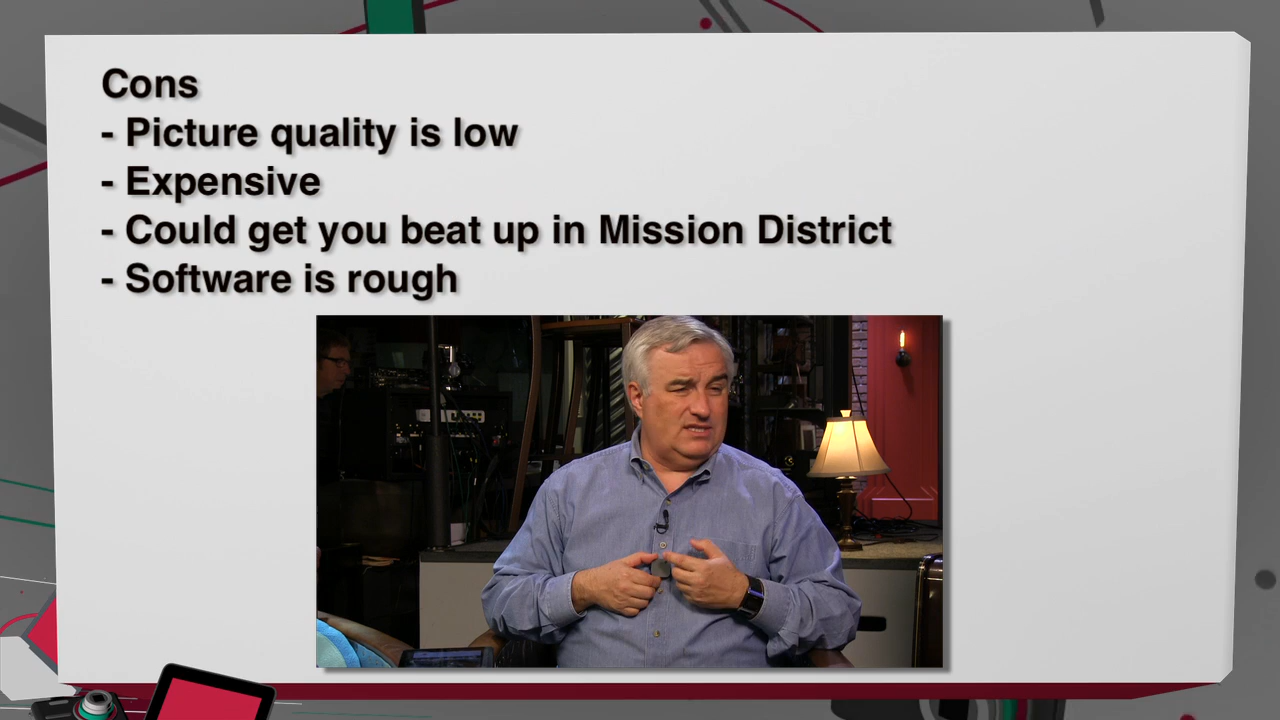 Cons
- Picture quality is low
- Expensive
- Could get you beat up in Mission District
- Software is rough